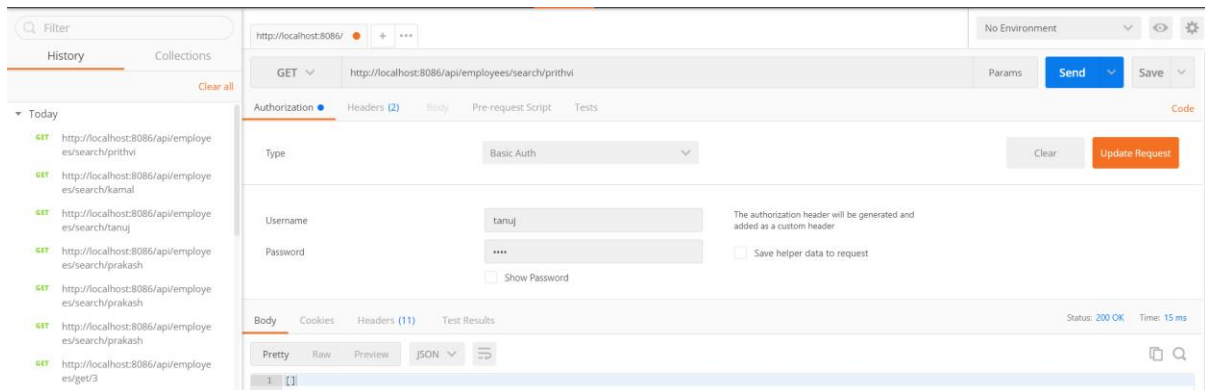 Filter
History Collections
Clear all
Today
GET http://localhost:8086/api/employe
es/search/prithvi
GET http://localhost:8086/api/employe
es/search/kamal
GET http://localhost:8086/api/employe
es/search/tanuj
GET http://localhost:8086/api/employe
es/search/prakash
GET http://localhost:8086/api/employe
es/search/prakash
GET http://localhost:8086/api/employe
es/search/prakash
GET http://localhost:8086/api/employe
es/get/3
http://localhost:8086/ + •••
No Environment
GET http://localhost:8086/api/employees/search/prithvi Params Send Save
Authorization Headers (2) Body Pre-request Script Tests Code
Type Basic Auth Clear Update Request
Username tanuj
The authorization header will be generated and
added as a custom header
Password ••••
Save helper data to request
Show Password
Body Cookies Headers (11) Test Results Status: 200 OK Time: 15 ms
Pretty Raw Preview JSON
1 []